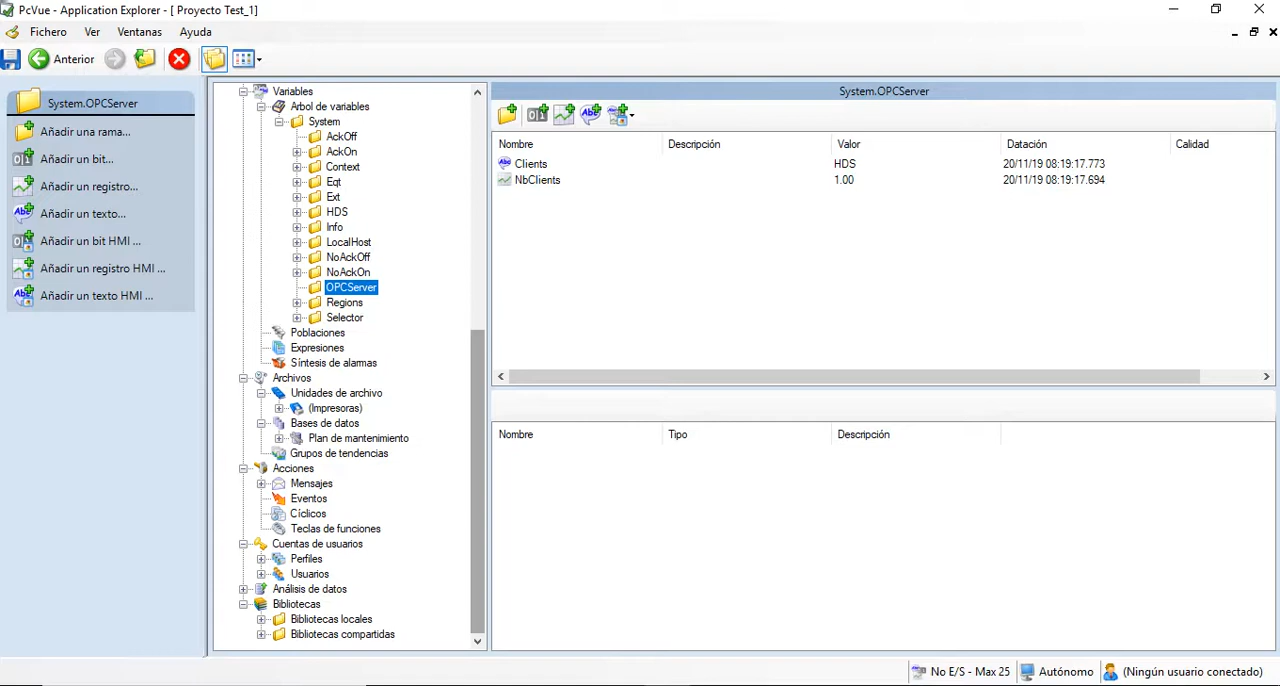 PcVue - Application Explorer - [ Proyecto Test_1]
Fichero Ver Ventanas Ayuda
Anterior
System.OPCServer
Añadir una rama...
Añadir un bit...
Añadir un registro...
Añadir un texto...
Añadir un bit HMI ...
Añadir un registro HMI ...
Añadir un texto HMI ...
Variables
Arbol de variables
System
AckOff
AckOn
Context
Eqt
Ext
HDS
Info
LocalHost
NoAckOff
NoAckOn
OPCServer
Regions
Selector
Poblaciones
Expresiones
Síntesis de alarmas
Archivos
Unidades de archivo
(Impresoras)
Bases de datos
Plan de mantenimiento
Grupos de tendencias
Acciones
Mensajes
Eventos
Cíclicos
Teclas de funciones
Cuentas de usuarios
Perfiles
Usuarios
Análisis de datos
Bibliotecas
Bibliotecas locales
Bibliotecas compartidas
System.OPCServer
Nombre Descripción Valor Datación Calidad
Clients HDS 20/11/19 08:19:17.773
NbClients 1.00 20/11/19 08:19:17.694
Nombre Tipo Descripción
No E/S - Max 25 Autónomo (Ningún usuario conectado)